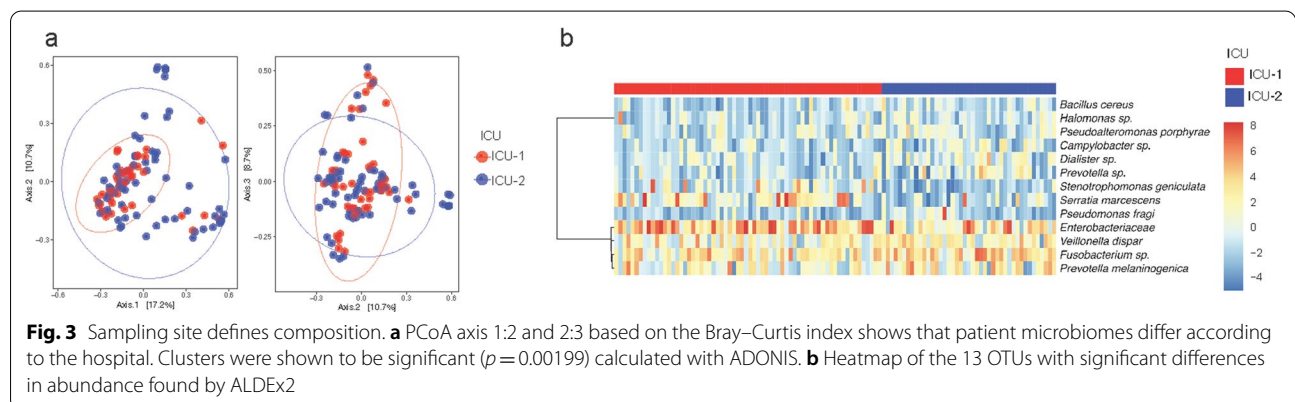 a
b
0.6
0.3
0.0
-0.3
Axis.2 [10.7%]
-0.6
-0.3
0.0
0.3
0.6
Axis.1 [17.2%]
0.50
0.25
0.00
-0.25
Axis.3 [8.7%]
-0.3
0.0
0.3
0.6
Axis.2 [10.7%]
ICU
ICU-1
ICU-2
Bacillus cereus
Halomonas sp.
Pseudoalteromonas porphyrae
Campylobacter sp.
Dialister sp.
Prevotella sp.
Stenotrophomonas geniculata
Serratia marcescens
Pseudomonas fragi
Enterobacteriaceae
Veillonella dispar
Fusobacterium sp.
Prevotella melaninogenica
ICU
ICU-1
ICU-2
8
6
4
2
0
−2
−4
Fig. 3 Sampling site defines composition. a PCoA axis 1:2 and 2:3 based on the Bray–Curtis index shows that patient microbiomes differ according
to the hospital. Clusters were shown to be significant (p = 0.00199) calculated with ADONIS. b Heatmap of the 13 OTUs with significant differences
in abundance found by ALDEx2